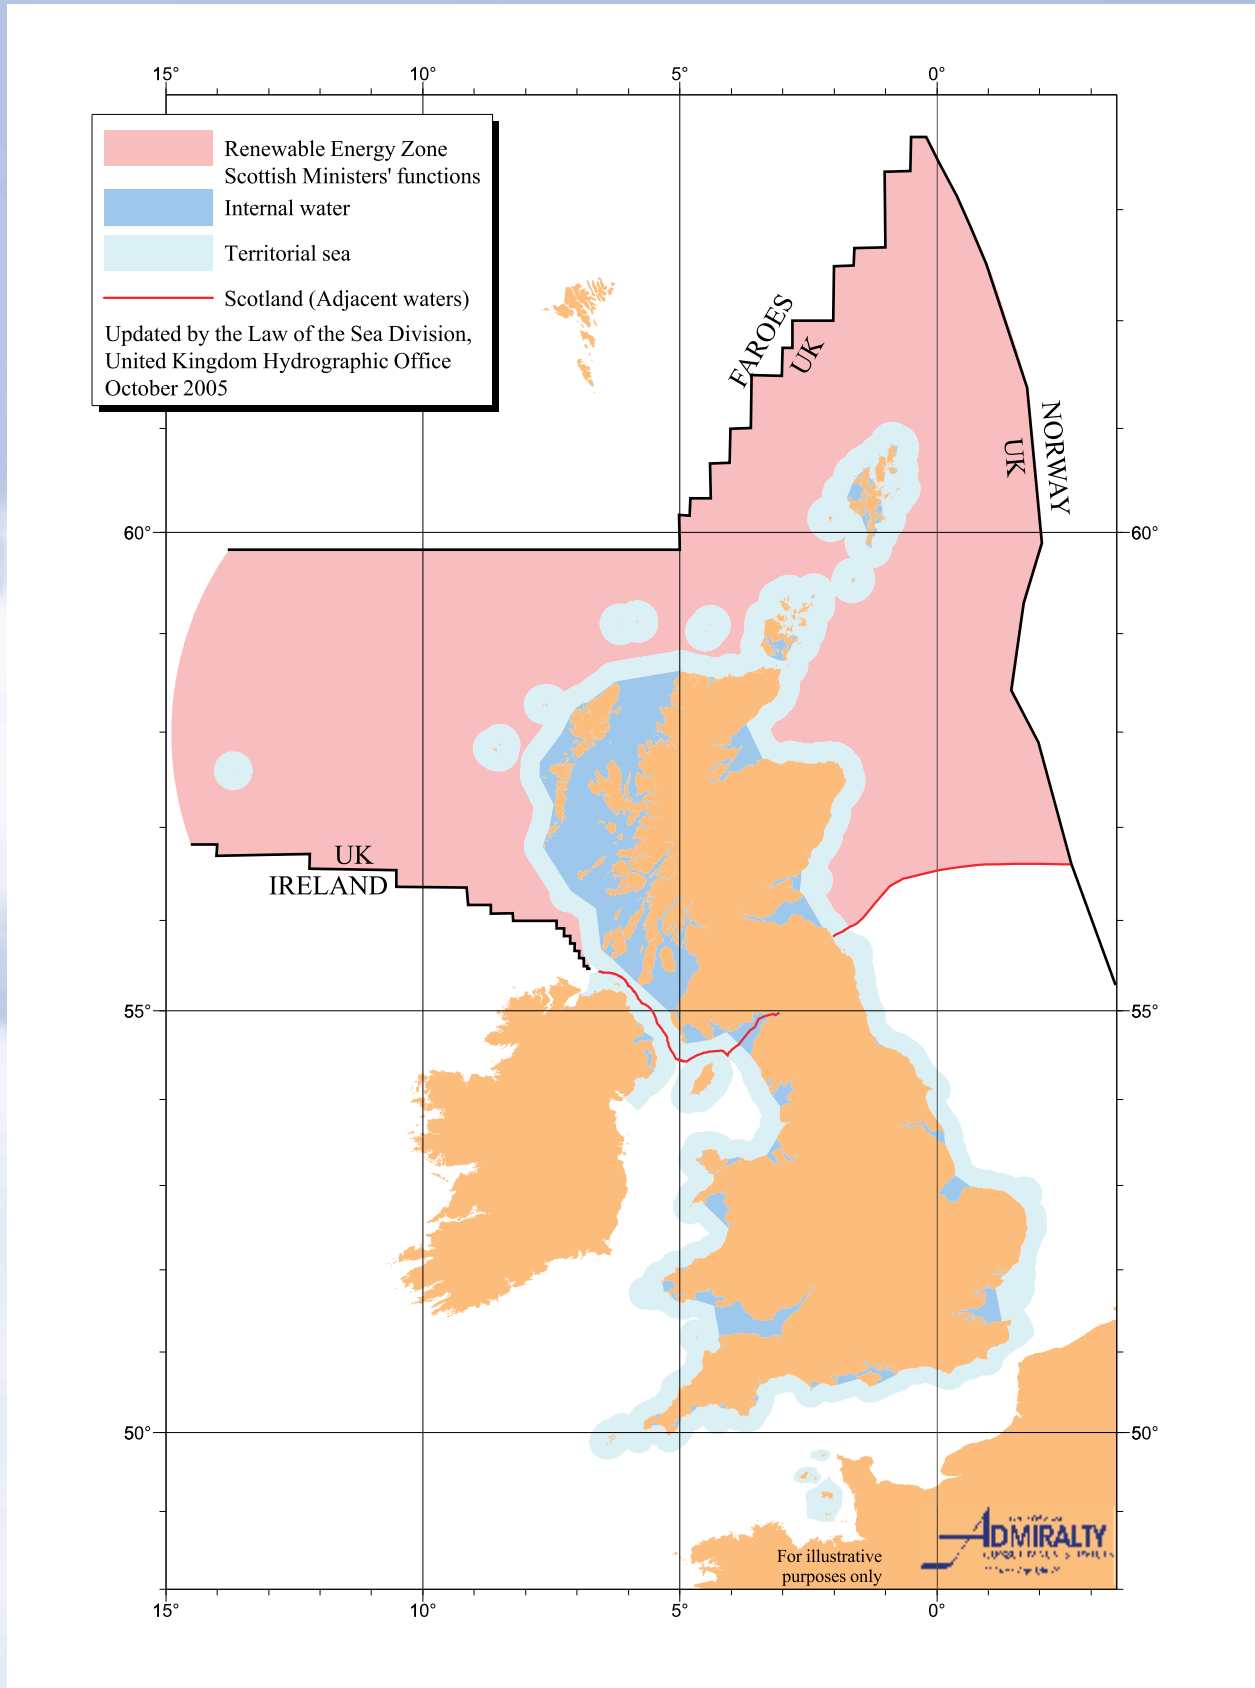 15°
10°
5°
0°
Renewable Energy Zone
Scottish Ministers' functions
Internal water
Territorial sea
Scotland (Adjacent waters)
Updated by the Law of the Sea Division,
United Kingdom Hydrographic Office
October 2005
FAROES
UK
NORWAY
UK
60°
60°
UK
IRELAND
55°
55°
50°
50°
ADMIRALTY
For illustrative
purposes only
15°
10°
5°
0°